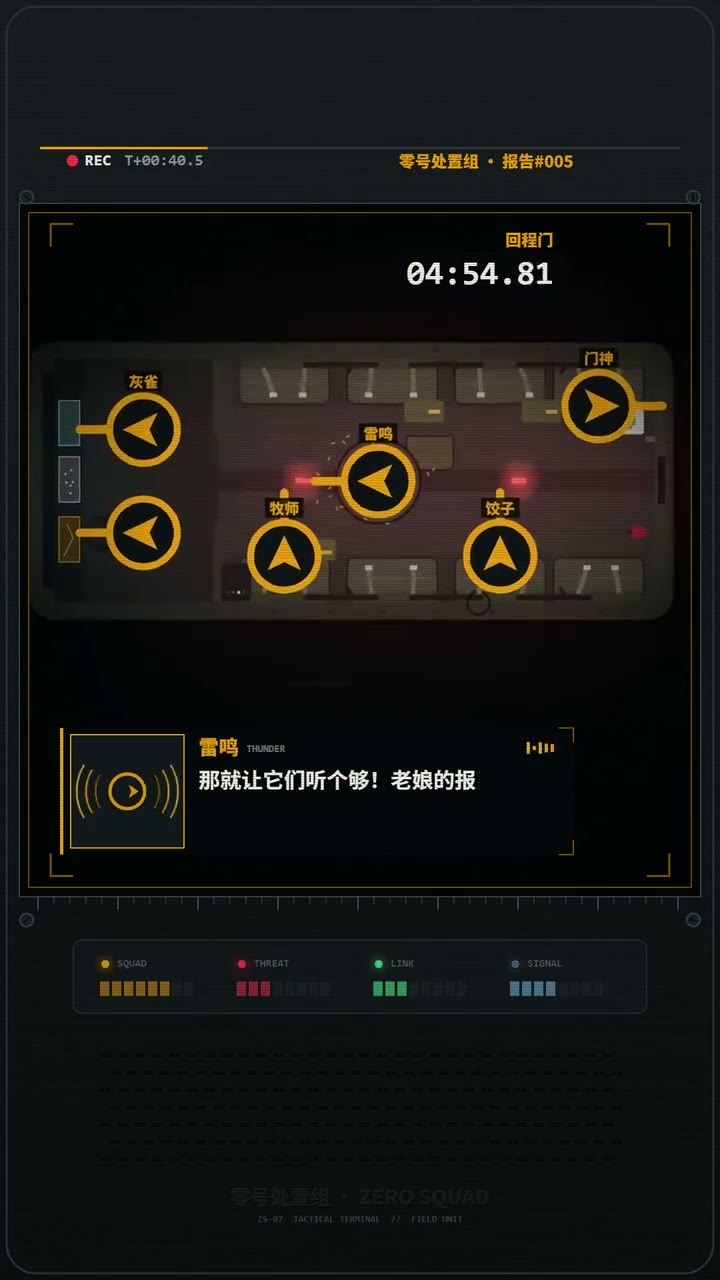 REC T+00:40.5
零号处置组 • 报告#005
回程门
04:54.81
门神
灰雀
雷鸣
牧师
饺子
雷鸣 THUNDER
那就让它们听个够！老娘的报
SQUAD THREAT LINK SIGNAL
零号处置组 • ZERO SQUAD
ZS-07 TACTICAL TERMINAL // FIELD UNIT